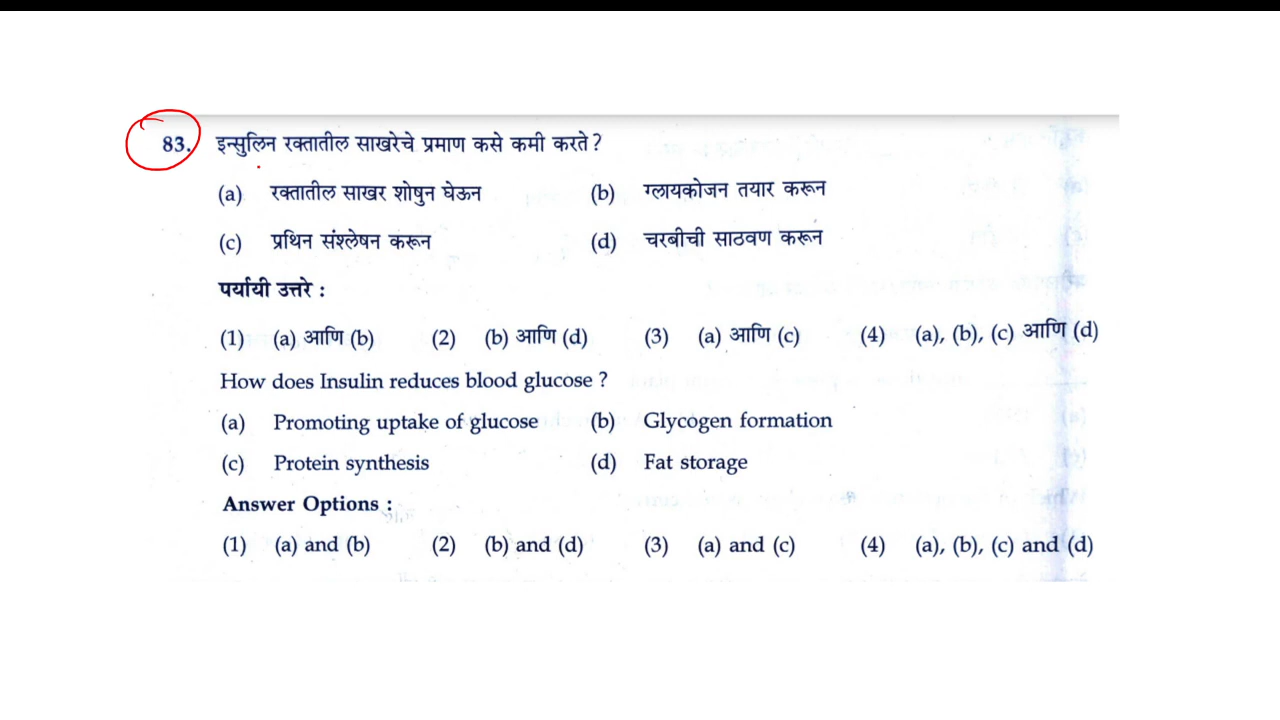 83. इन्सुलिन रक्तातील साखरेचे प्रमाण कसे कमी करते ?
(a) रक्तातील साखर शोषुन घेऊन (b) ग्लायकोजन तयार करून
(c) प्रथिन संश्लेषन करून (d) चरबीची साठवण करून
पर्यायी उत्तरे :
(1) (a) आणि (b) (2) (b) आणि (d) (3) (a) आणि (c) (4) (a), (b), (c) आणि (d)
How does Insulin reduces blood glucose ?
(a) Promoting uptake of glucose (b) Glycogen formation
(c) Protein synthesis (d) Fat storage
Answer Options :
(1) (a) and (b) (2) (b) and (d) (3) (a) and (c) (4) (a), (b), (c) and (d)